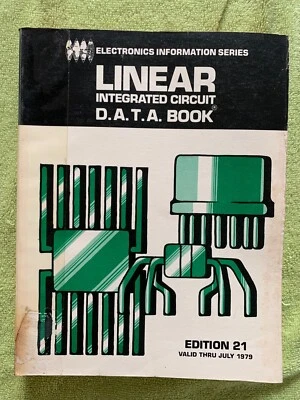 ELECTRONICS INFORMATION SERIES
LINEAR
INTEGRATED CIRCUIT
D.A.T.A. BOOK®
EDITION 21
VALID THRU JULY 1979